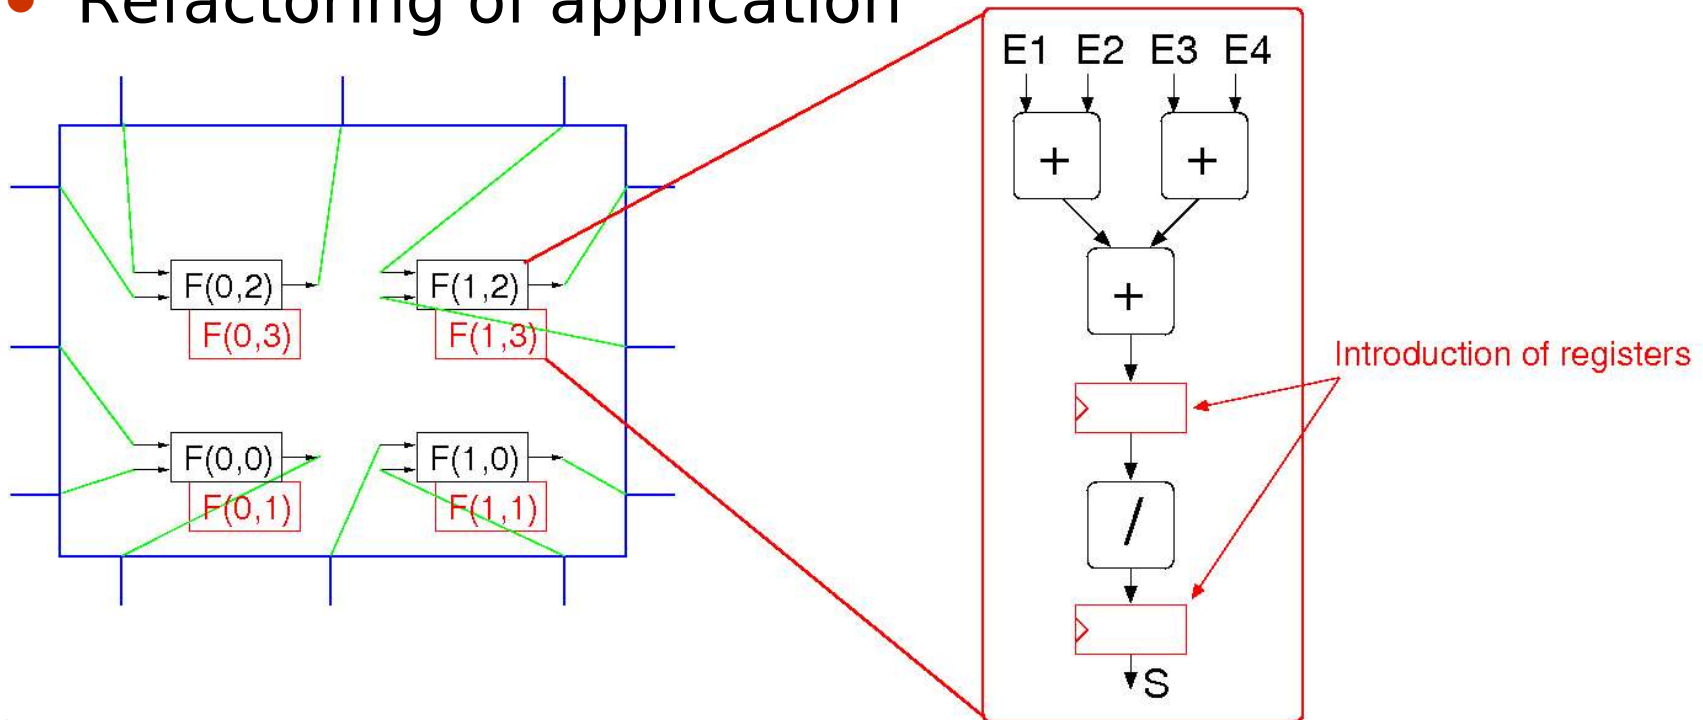 • Refactoring of application
E1 E2 E3 E4
+ +
F(0,2) F(1,2)
+
F(0,3) F(1,3)
Introduction of registers
F(0,0) F(1,0)
F(0,1) F(1,1)
/
S